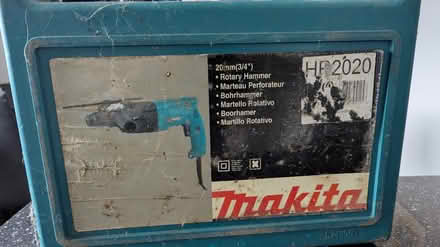 20mm(3/4")
HR2020
• Rotary Hammer
• Marteau Perforateur
• Bohrhammer
• Martello Rotativo
• Boorhamer
• Martillo Rotativo
makita